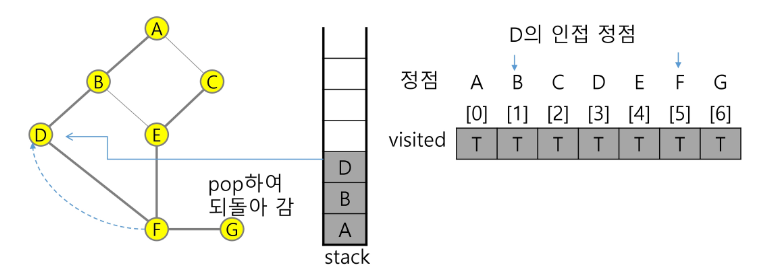 A
B
C
D
E
F
G
pop하여
되돌아 감
D
B
A
stack
D의 인접 정점
정점 A B C D E F G
[0] [1] [2] [3] [4] [5] [6]
visited T T T T T T T